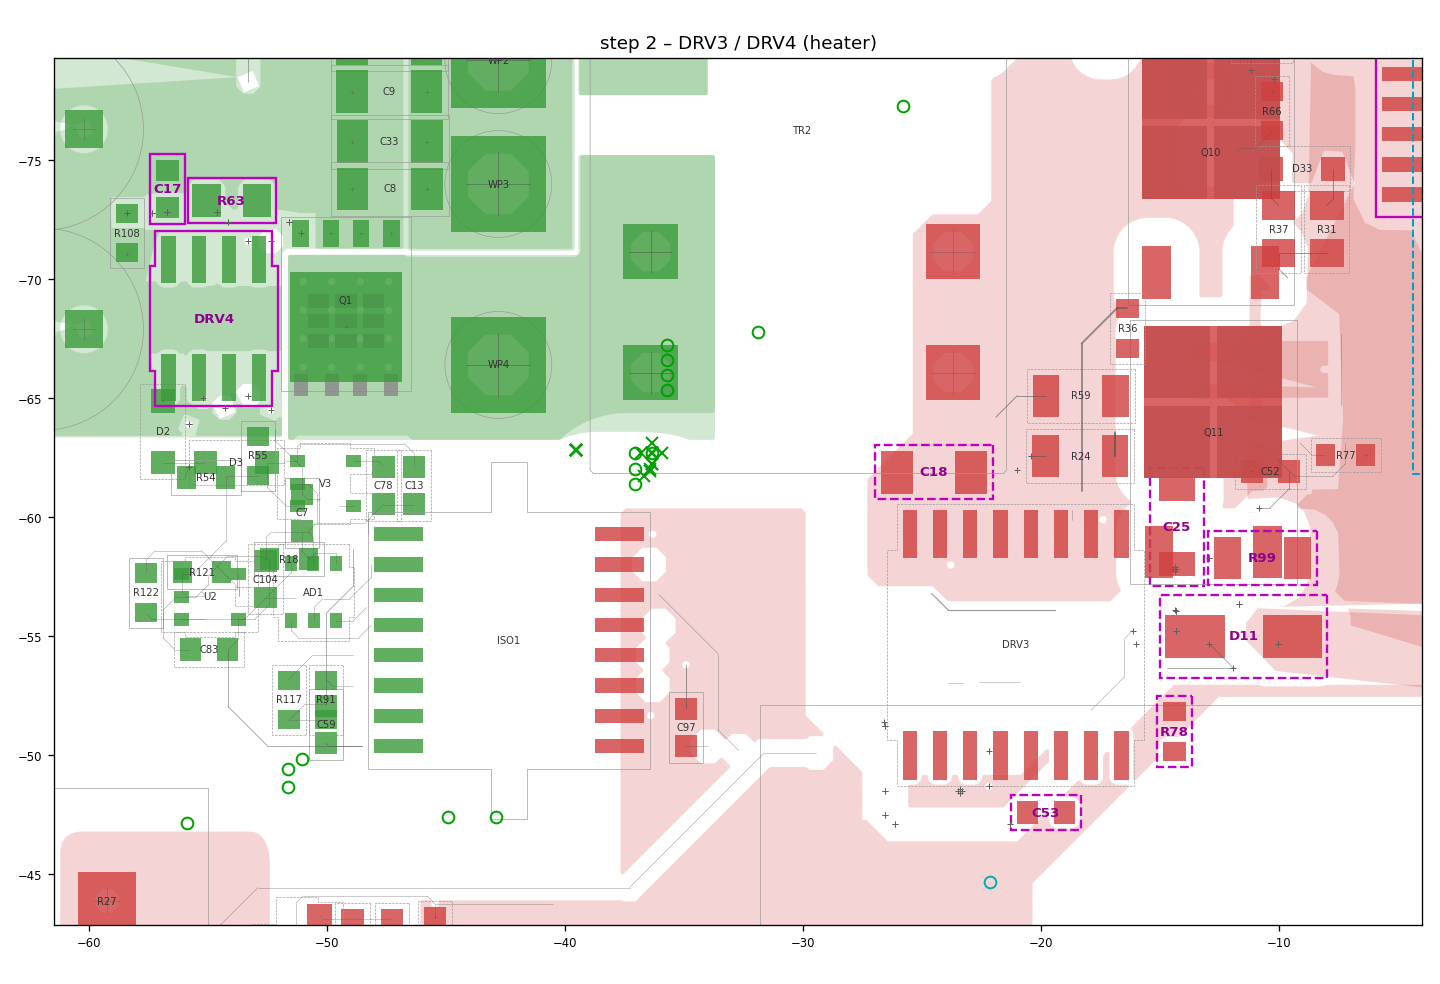 step 2 – DRV3 / DRV4 (heater)
WP2
C9
TR2
R66
−75
C33
Q10
D33
C17
C8
WP3
R63
R108
R37
R31
−70
DRV4
Q1
R36
WP4
R59
−65
D2
Q11
R55
D3
R24
R77
R54
C18
C52
V3
C78
C13
−60
C7
C25
R18
R99
R121
C104
R122
U2
AD1
−55
ISO1
DRV3
D11
C83
R117
R91
C59
C97
R78
−50
C53
−45
R27
−60
−50
−40
−30
−20
−10